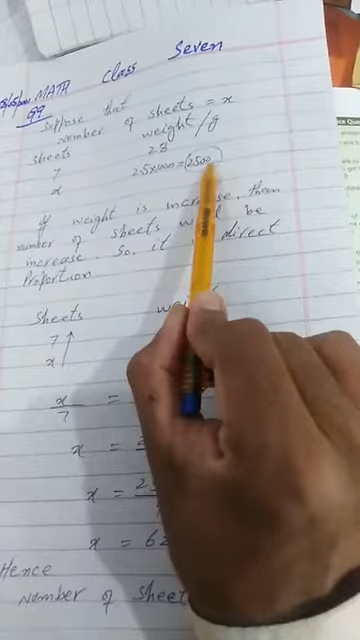 MATH Class Seven
Q9
Suppose that
number of sheets = x
sheets weight/g
7 28
x 2.5x1000 = 2500
If weight is increase, then
number of sheets will be
increase. So, it is direct
Proportion
Sheets
7
x
x/7 =
x =
x =
x = 62
Hence
Number of Sheet